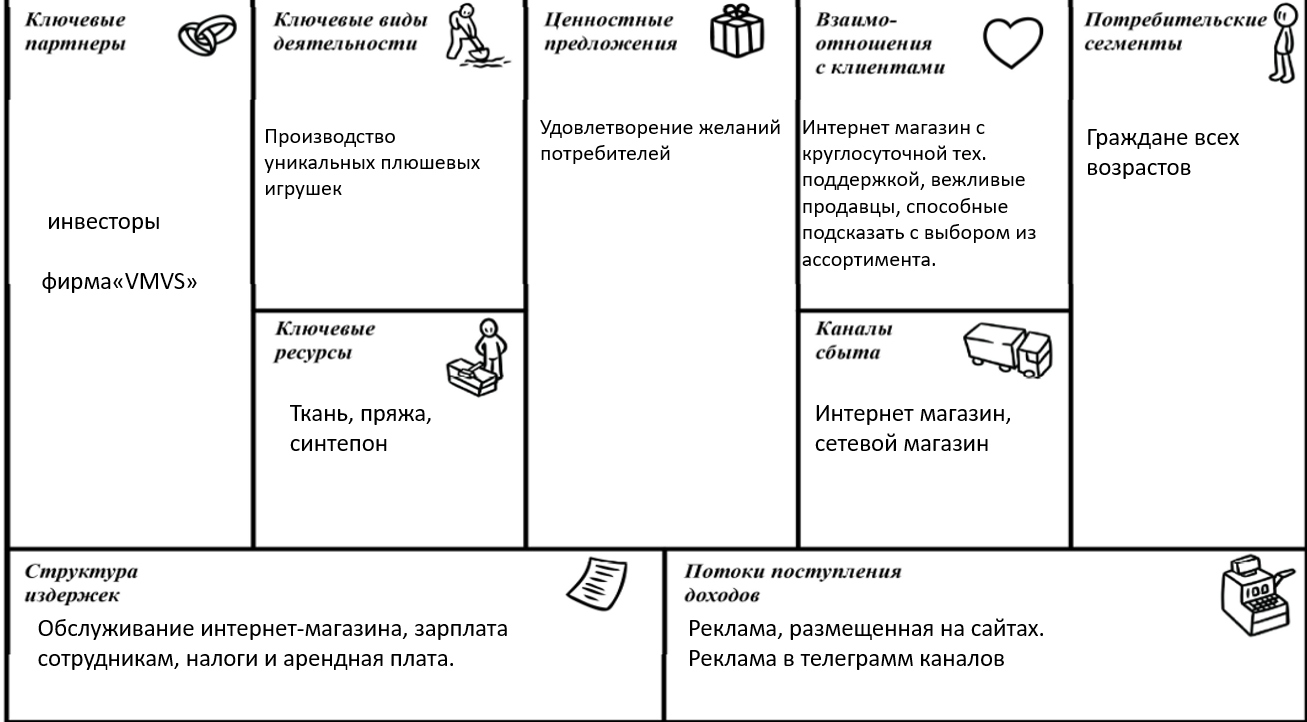 Ключевые
партнеры
инвесторы
фирма«VMVS»
Ключевые виды
деятельности
Производство
уникальных плюшевых
игрушек
Ключевые
ресурсы
Ткань, пряжа,
синтепон
Ценностные
предложения
Удовлетворение желаний
потребителей
Взаимо-
отношения
с клиентами
Интернет магазин с
круглосуточной тех.
поддержкой, вежливые
продавцы, способные
подсказать с выбором из
ассортимента.
Каналы
сбыта
Интернет магазин,
сетевой магазин
Потребительские
сегменты
Граждане всех
возрастов
Структура
издержек
Обслуживание интернет-магазина, зарплата
сотрудникам, налоги и арендная плата.
Потоки поступления
доходов
100
Реклама, размещенная на сайтах.
Реклама в телеграмм каналов